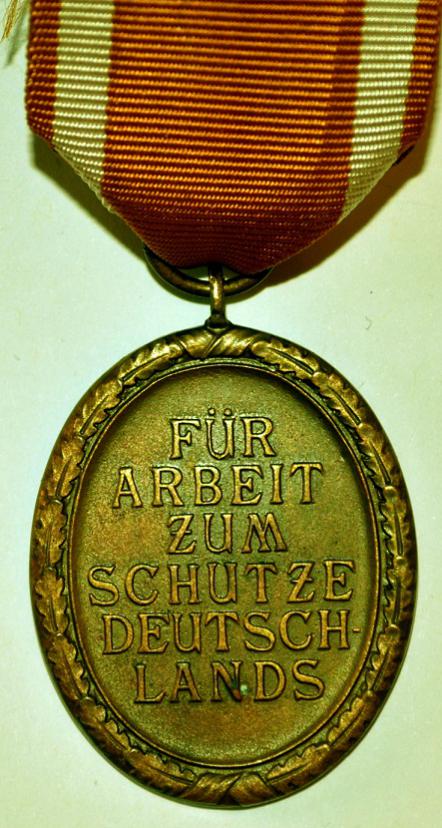 FÜR
ARBEIT
ZUM
SCHUTZE
DEUTSCH-
LANDS